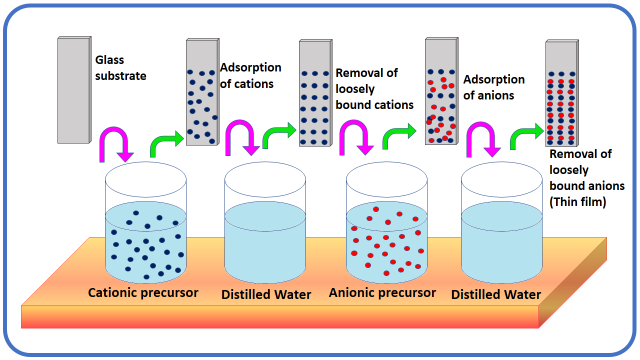 Glass
substrate
Adsorption
of cations
Removal of
loosely
bound cations
Adsorption
of anions
Removal of
loosely
bound anions
(Thin film)
Cationic precursor
Distilled Water
Anionic precursor
Distilled Water